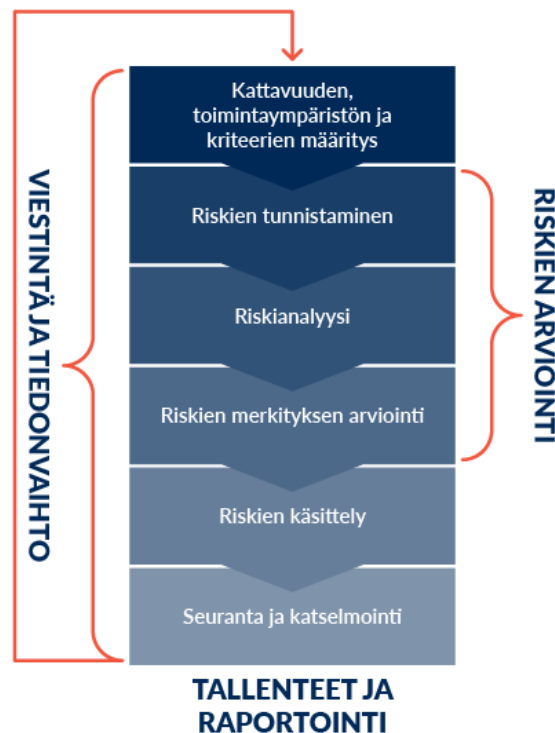 Kattavuuden,
toimintaympäristön ja
kriteerien määritys
Riskien tunnistaminen
Riskianalyysi
Riskien merkityksen arviointi
Riskien käsittely
Seuranta ja katselmointi
VIESTINTÄ JA TIEDONVAIHTO
RISKIEN ARVIOINTI
TALLENTEET JA
RAPORTOINTI